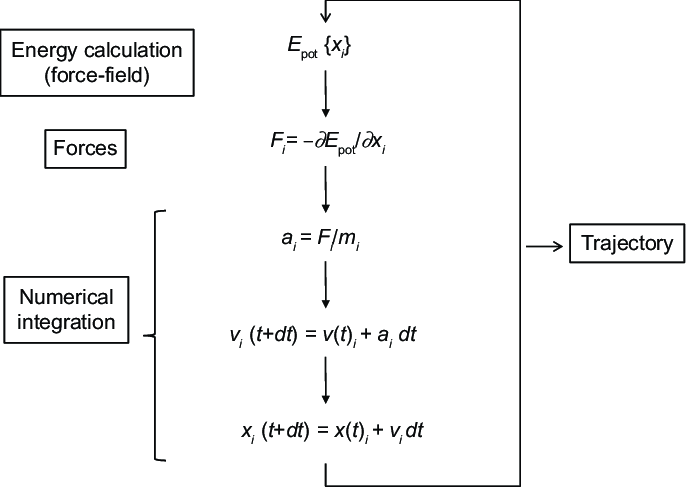 Energy calculation
(force-field)
E_pot {x_i}
Forces
F_i= −∂E_pot/∂x_i
a_i = F/m_i
Trajectory
Numerical
integration
v_i (t+dt) = v(t)_i + a_i dt
x_i (t+dt) = x(t)_i + v_i dt